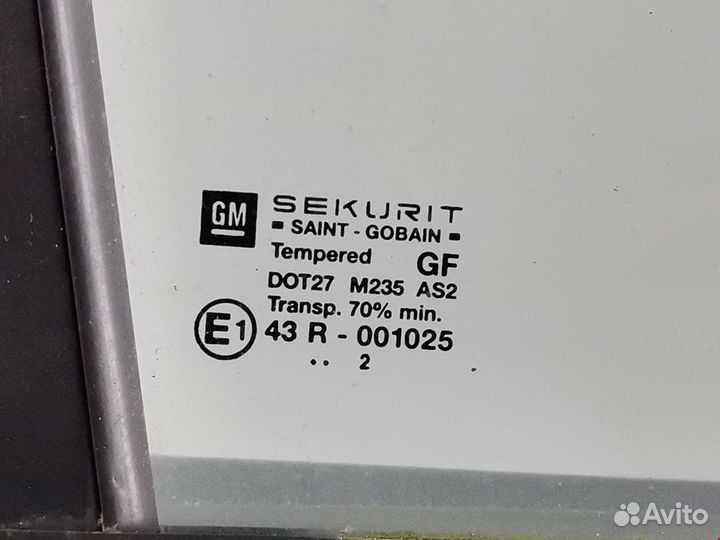 GM
SEKURIT
SAINT - GOBAIN
Tempered GF
DOT27 M235 AS2
Transp. 70% min.
E1 43 R - 001025
.. 2
Avito